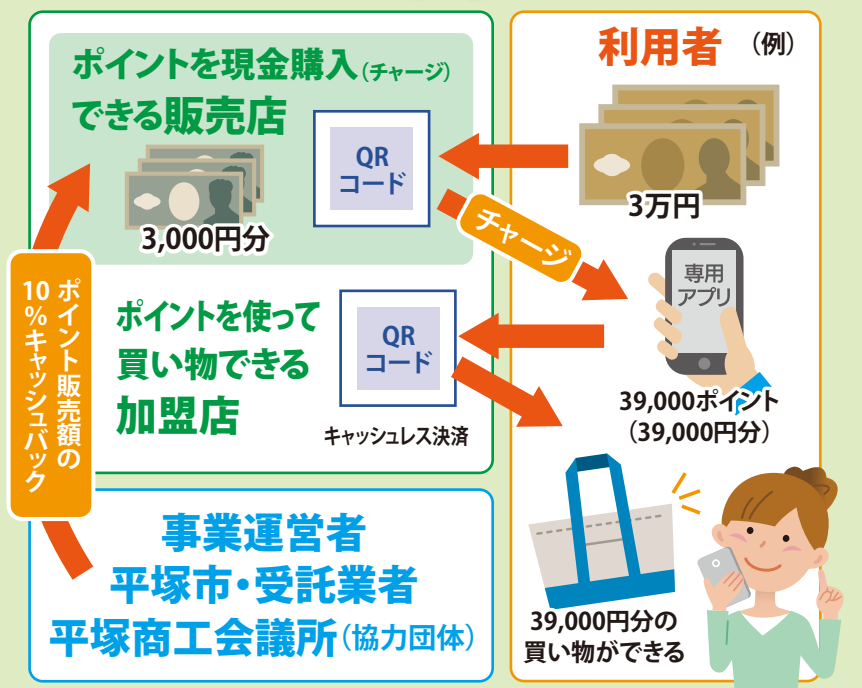 ポイントを現金購入(チャージ)
できる販売店
QR
コード
3,000円分
利用者 (例)
3万円
チャージ
専用
アプリ
39,000ポイント
(39,000円分)
ポイントを使って
買い物できる
加盟店
QR
コード
キャッシュレス決済
39,000円分の
買い物ができる
ポイント販売額の
10%キャッシュバック
事業運営者
平塚市・受託業者
平塚商工会議所(協力団体)